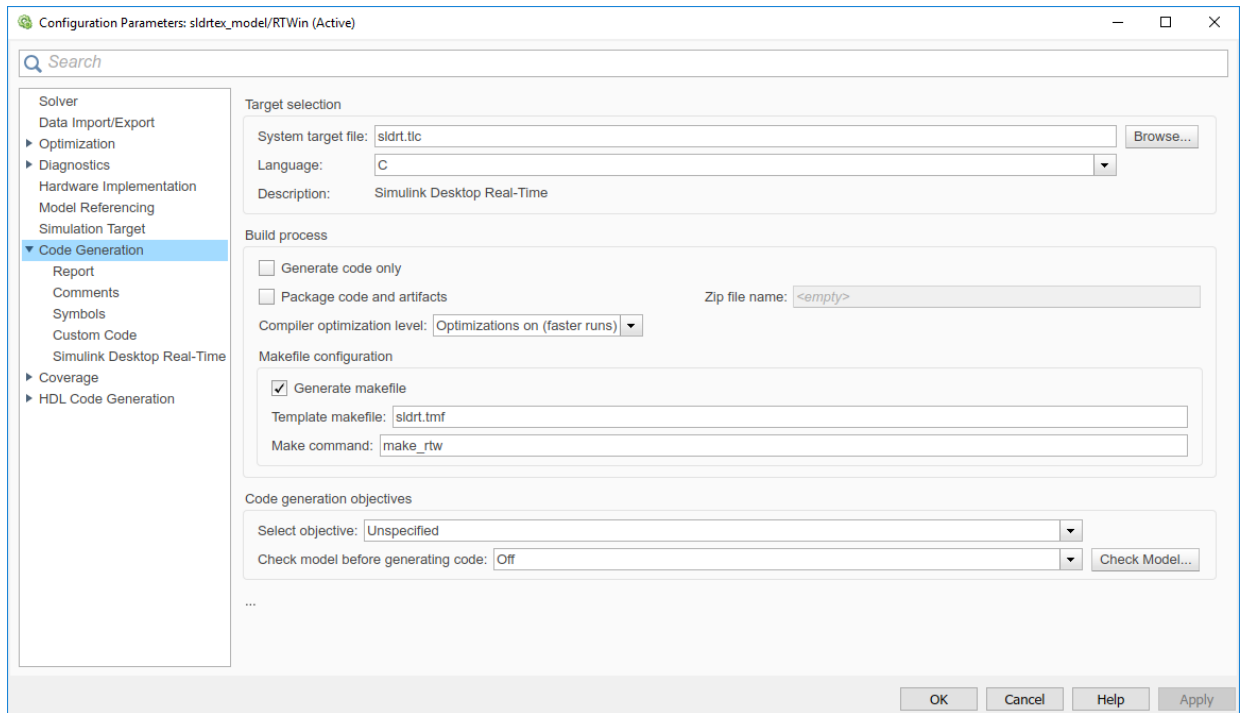 Configuration Parameters: sldrtex_model/RTWin (Active)
Search
Solver
Data Import/Export
Optimization
Diagnostics
Hardware Implementation
Model Referencing
Simulation Target
Code Generation
Report
Comments
Symbols
Custom Code
Simulink Desktop Real-Time
Coverage
HDL Code Generation
Target selection
System target file: sldrt.tlc Browse...
Language: C
Description: Simulink Desktop Real-Time
Build process
Generate code only
Package code and artifacts Zip file name: <empty>
Compiler optimization level: Optimizations on (faster runs)
Makefile configuration
Generate makefile
Template makefile: sldrt.tmf
Make command: make_rtw
Code generation objectives
Select objective: Unspecified
Check model before generating code: Off Check Model...
...
OK Cancel Help Apply